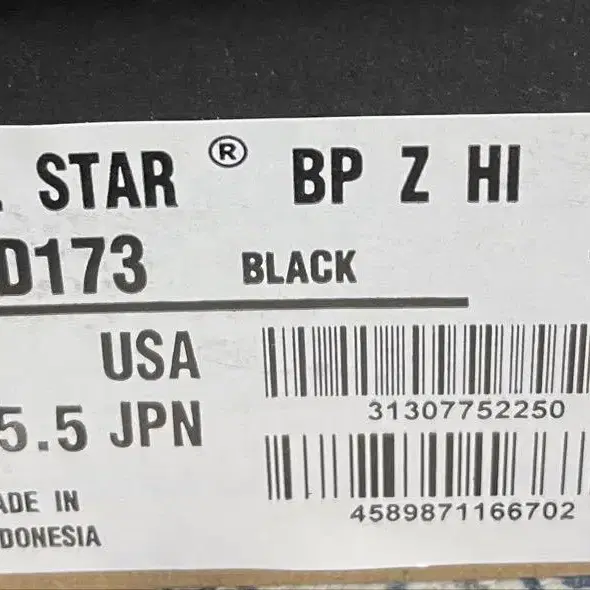 STAR ® BP Z HI
D173 BLACK
USA
5.5 JPN
31307752250
ADE IN
DONESIA
4589871166702